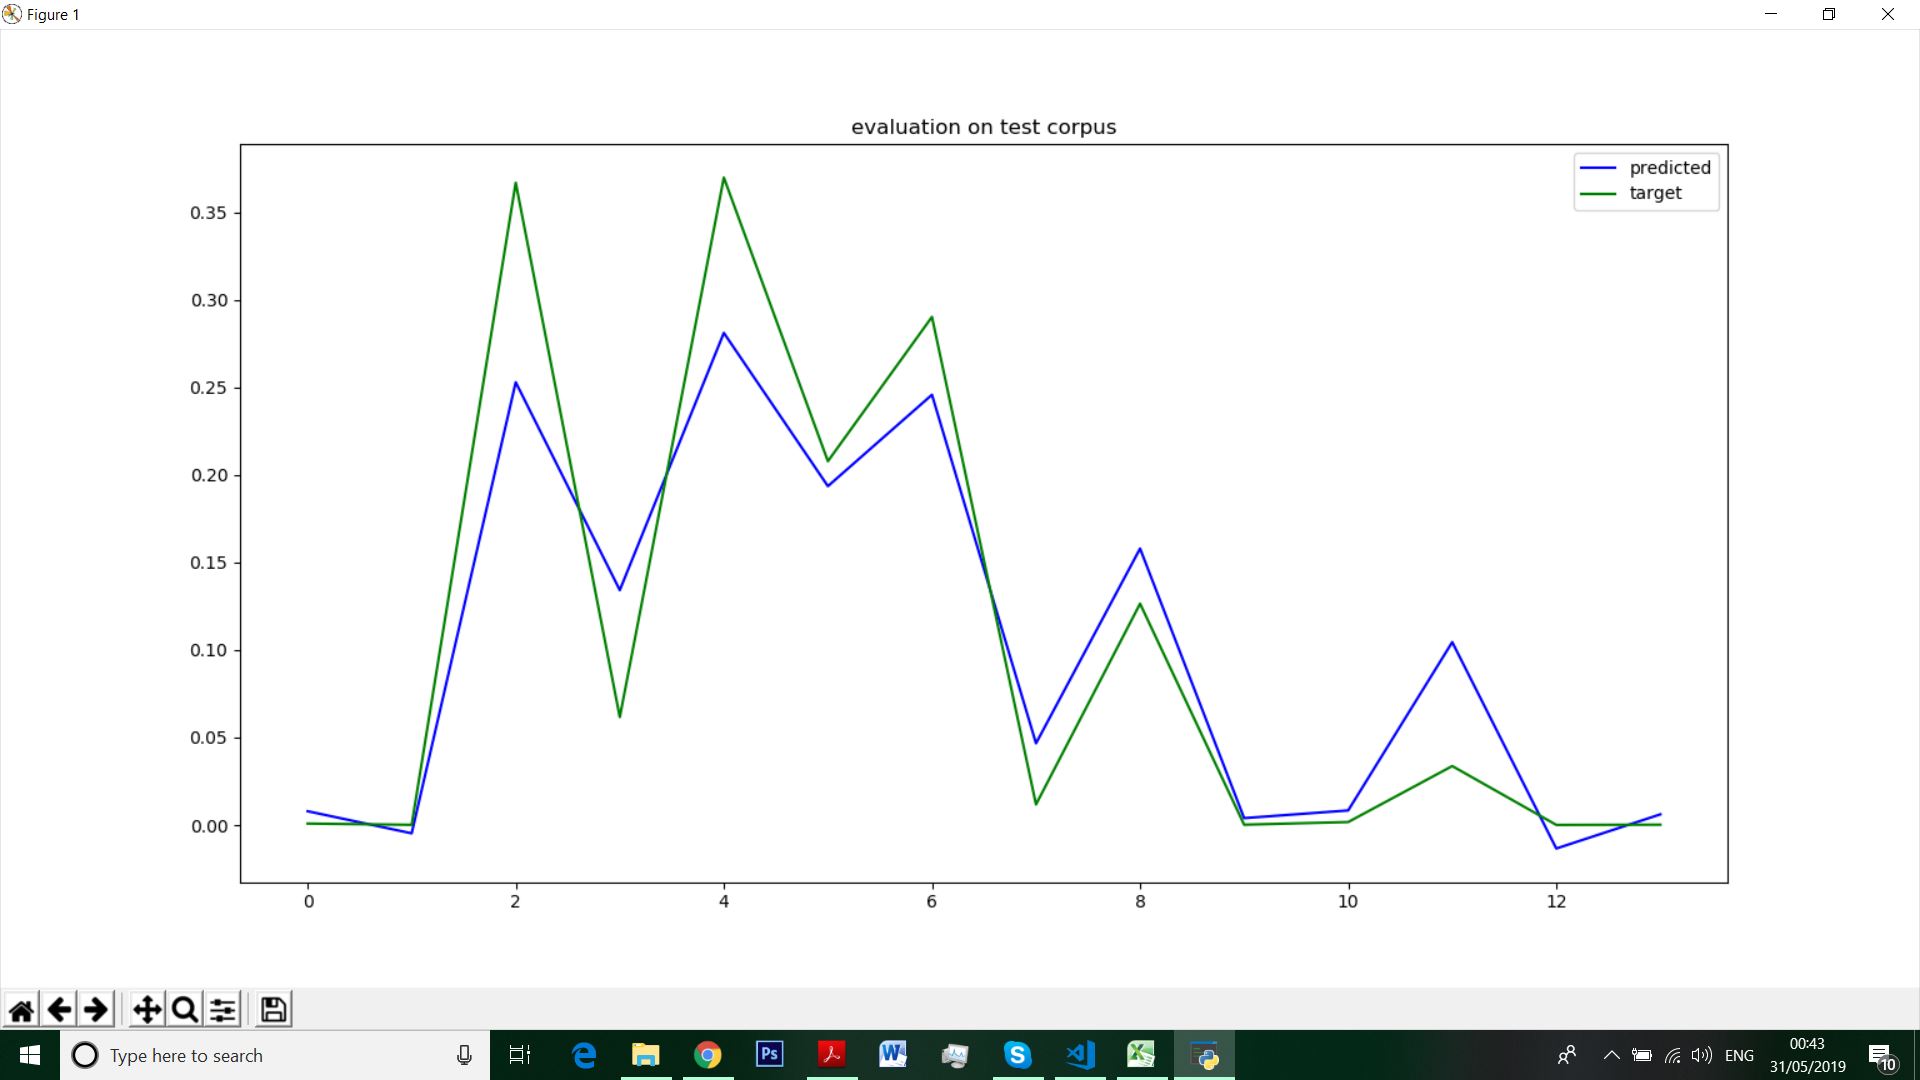 Figure 1
evaluation on test corpus
predicted
target
0.35
0.30
0.25
0.20
0.15
0.10
0.05
0.00
0 2 4 6 8 10 12
Type here to search
Ps
ENG
00:43
31/05/2019
10